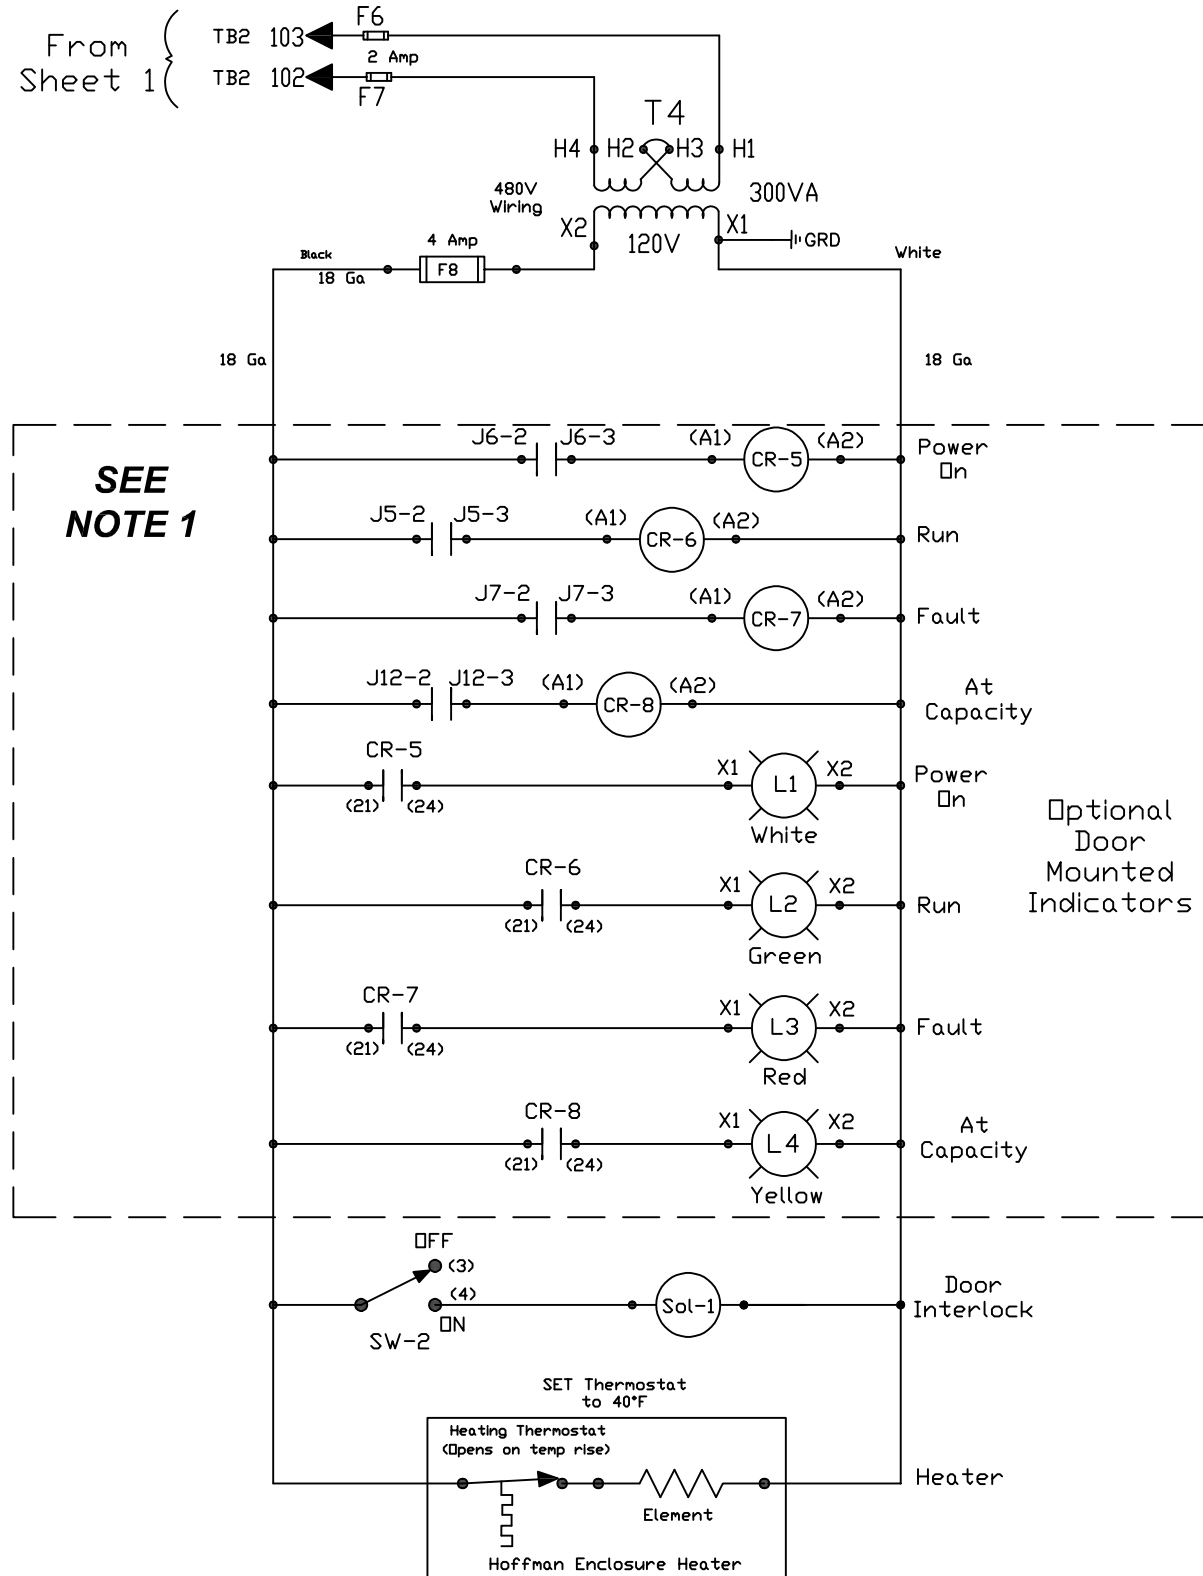 From
Sheet 1
TB2 103
F6
2 Amp
TB2 102
F7
T4
H4 H2 H3 H1
480V
Wiring
300VA
X2
X1
120V
GRD
4 Amp
F8
Black
18 Ga
White
18 Ga
18 Ga
SEE
NOTE 1
J6-2 J6-3 (A1) CR-5 (A2)
Power
On
J5-2 J5-3 (A1) CR-6 (A2)
Run
J7-2 J7-3 (A1) CR-7 (A2)
Fault
J12-2 J12-3 (A1) CR-8 (A2)
At
Capacity
CR-5
(21) (24)
X1 L1 X2
White
Power
On
Optional
Door
Mounted
Indicators
CR-6
(21) (24)
X1 L2 X2
Green
Run
CR-7
(21) (24)
X1 L3 X2
Red
Fault
CR-8
(21) (24)
X1 L4 X2
Yellow
At
Capacity
OFF
(3)
(4)
ON
SW-2
Sol-1
Door
Interlock
SET Thermostat
to 40°F
Heating Thermostat
(Opens on temp rise)
Element
Heater
Hoffman Enclosure Heater